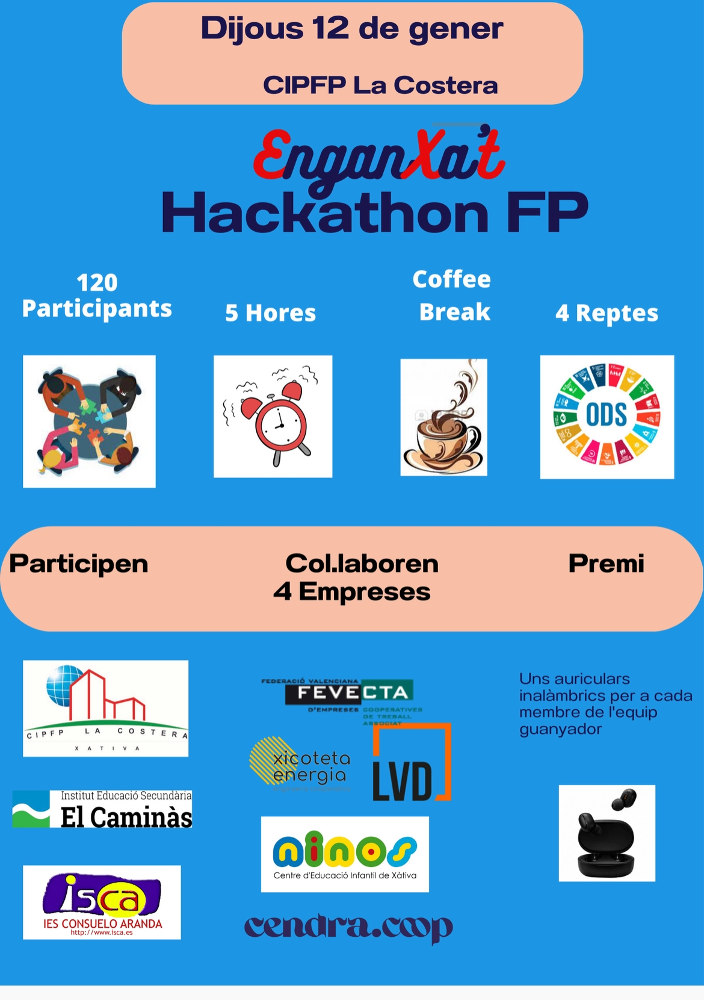 Dijous 12 de gener
CIPFP La Costera
EnganXa't
Hackathon FP
120
Participants
5 Hores
Coffee
Break
4 Reptes
ODS
Participen
Col.laboren
4 Empreses
Premi
CIPFP LA COSTERA
XATIVA
Institut Educació Secundària
El Caminàs
isca
IES CONSUELO ARANDA
http://www.isca.es
FEDERACIÓ VALENCIANA
FEVECTA
D'EMPRESES COOPERATIVES
DE TREBALL
ASSOCIAT
xicoteta
energia
LVD
ninos
Centre d'Educació Infantil de Xàtiva
cendra.coop
Uns auriculars
inalàmbrics per a cada
membre de l'equip
guanyador